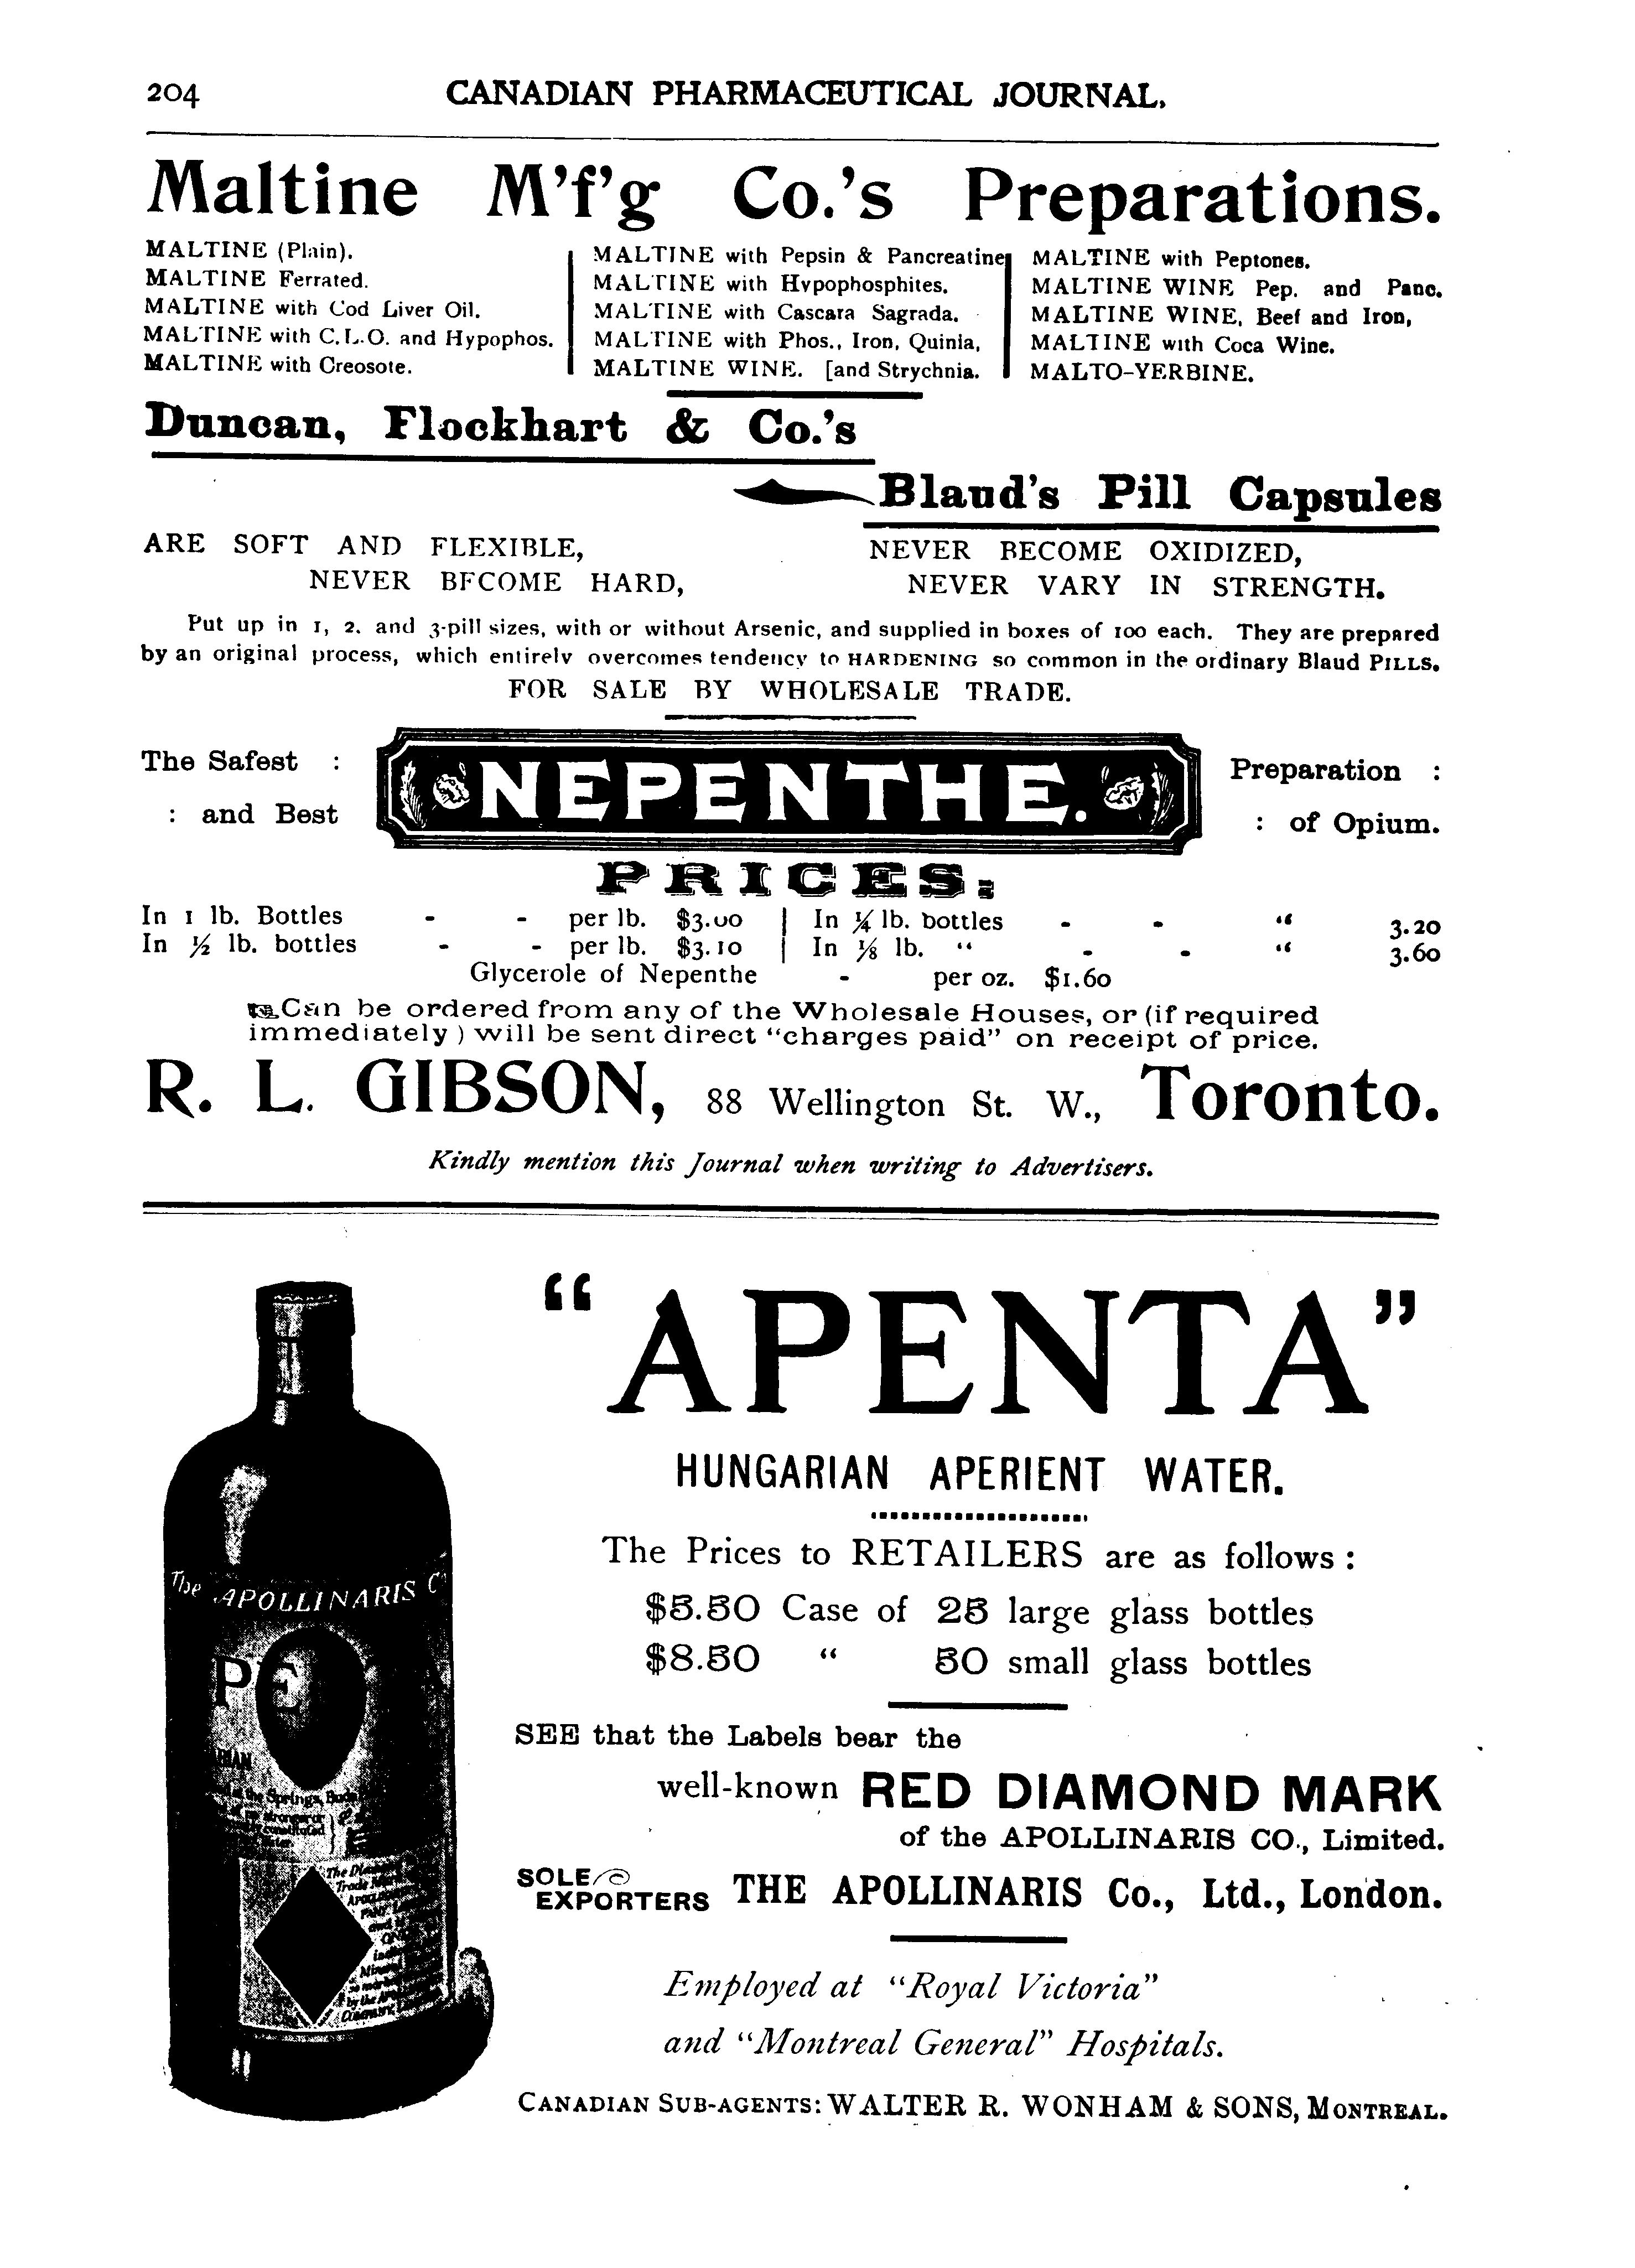 204 CANADIAN PHARMACEUTICAL JOURNAL.
Maltine M'f'g Co.'s Preparations.
MALTINE (Plain).
MALTINE Ferrated.
MALTINE with Cod Liver Oil.
MALTINE with C.L.O. and Hypophos.
MALTINE with Creosote.
MALTINE with Pepsin & Pancreatine
MALTINE with Hypophosphites.
MALTINE with Cascara Sagrada.
MALTINE with Phos., Iron, Quinia,
MALTINE WINE. [and Strychnia.
MALTINE with Peptones.
MALTINE WINE Pep. and Panc.
MALTINE WINE, Beef and Iron,
MALTINE with Coca Wine.
MALTO-YERBINE.
Duncan, Flockhart & Co.'s
Blaud's Pill Capsules
ARE SOFT AND FLEXIBLE,
NEVER BECOME HARD,
NEVER BECOME OXIDIZED,
NEVER VARY IN STRENGTH.
Put up in 1, 2. and 3-pill sizes, with or without Arsenic, and supplied in boxes of 100 each. They are prepared
by an original process, which entirely overcomes tendency to HARDENING so common in the ordinary Blaud PILLS.
FOR SALE BY WHOLESALE TRADE.
The Safest :
: and Best
NEPENTHE.
Preparation :
: of Opium.
PRICES:
In 1 lb. Bottles - - per lb. $3.00 | In ¼ lb. bottles - - " 3.20
In ½ lb. bottles - - per lb. $3.10 | In ⅛ lb. " - - " 3.60
Glycerole of Nepenthe - per oz. $1.60
Can be ordered from any of the Wholesale Houses, or (if required
immediately) will be sent direct "charges paid" on receipt of price.
R. L. GIBSON, 88 Wellington St. W., Toronto.
Kindly mention this Journal when writing to Advertisers.
"APENTA"
HUNGARIAN APERIENT WATER.
The Prices to RETAILERS are as follows :
$5.50 Case of 25 large glass bottles
$8.50 " 50 small glass bottles
SEE that the Labels bear the
well-known RED DIAMOND MARK
of the APOLLINARIS CO., Limited.
SOLE
EXPORTERS THE APOLLINARIS Co., Ltd., London.
Employed at "Royal Victoria"
and "Montreal General" Hospitals.
CANADIAN SUB-AGENTS: WALTER R. WONHAM & SONS, MONTREAL.
The APOLLINARIS C
PE
the Springs, Buda
The
Trade
by the